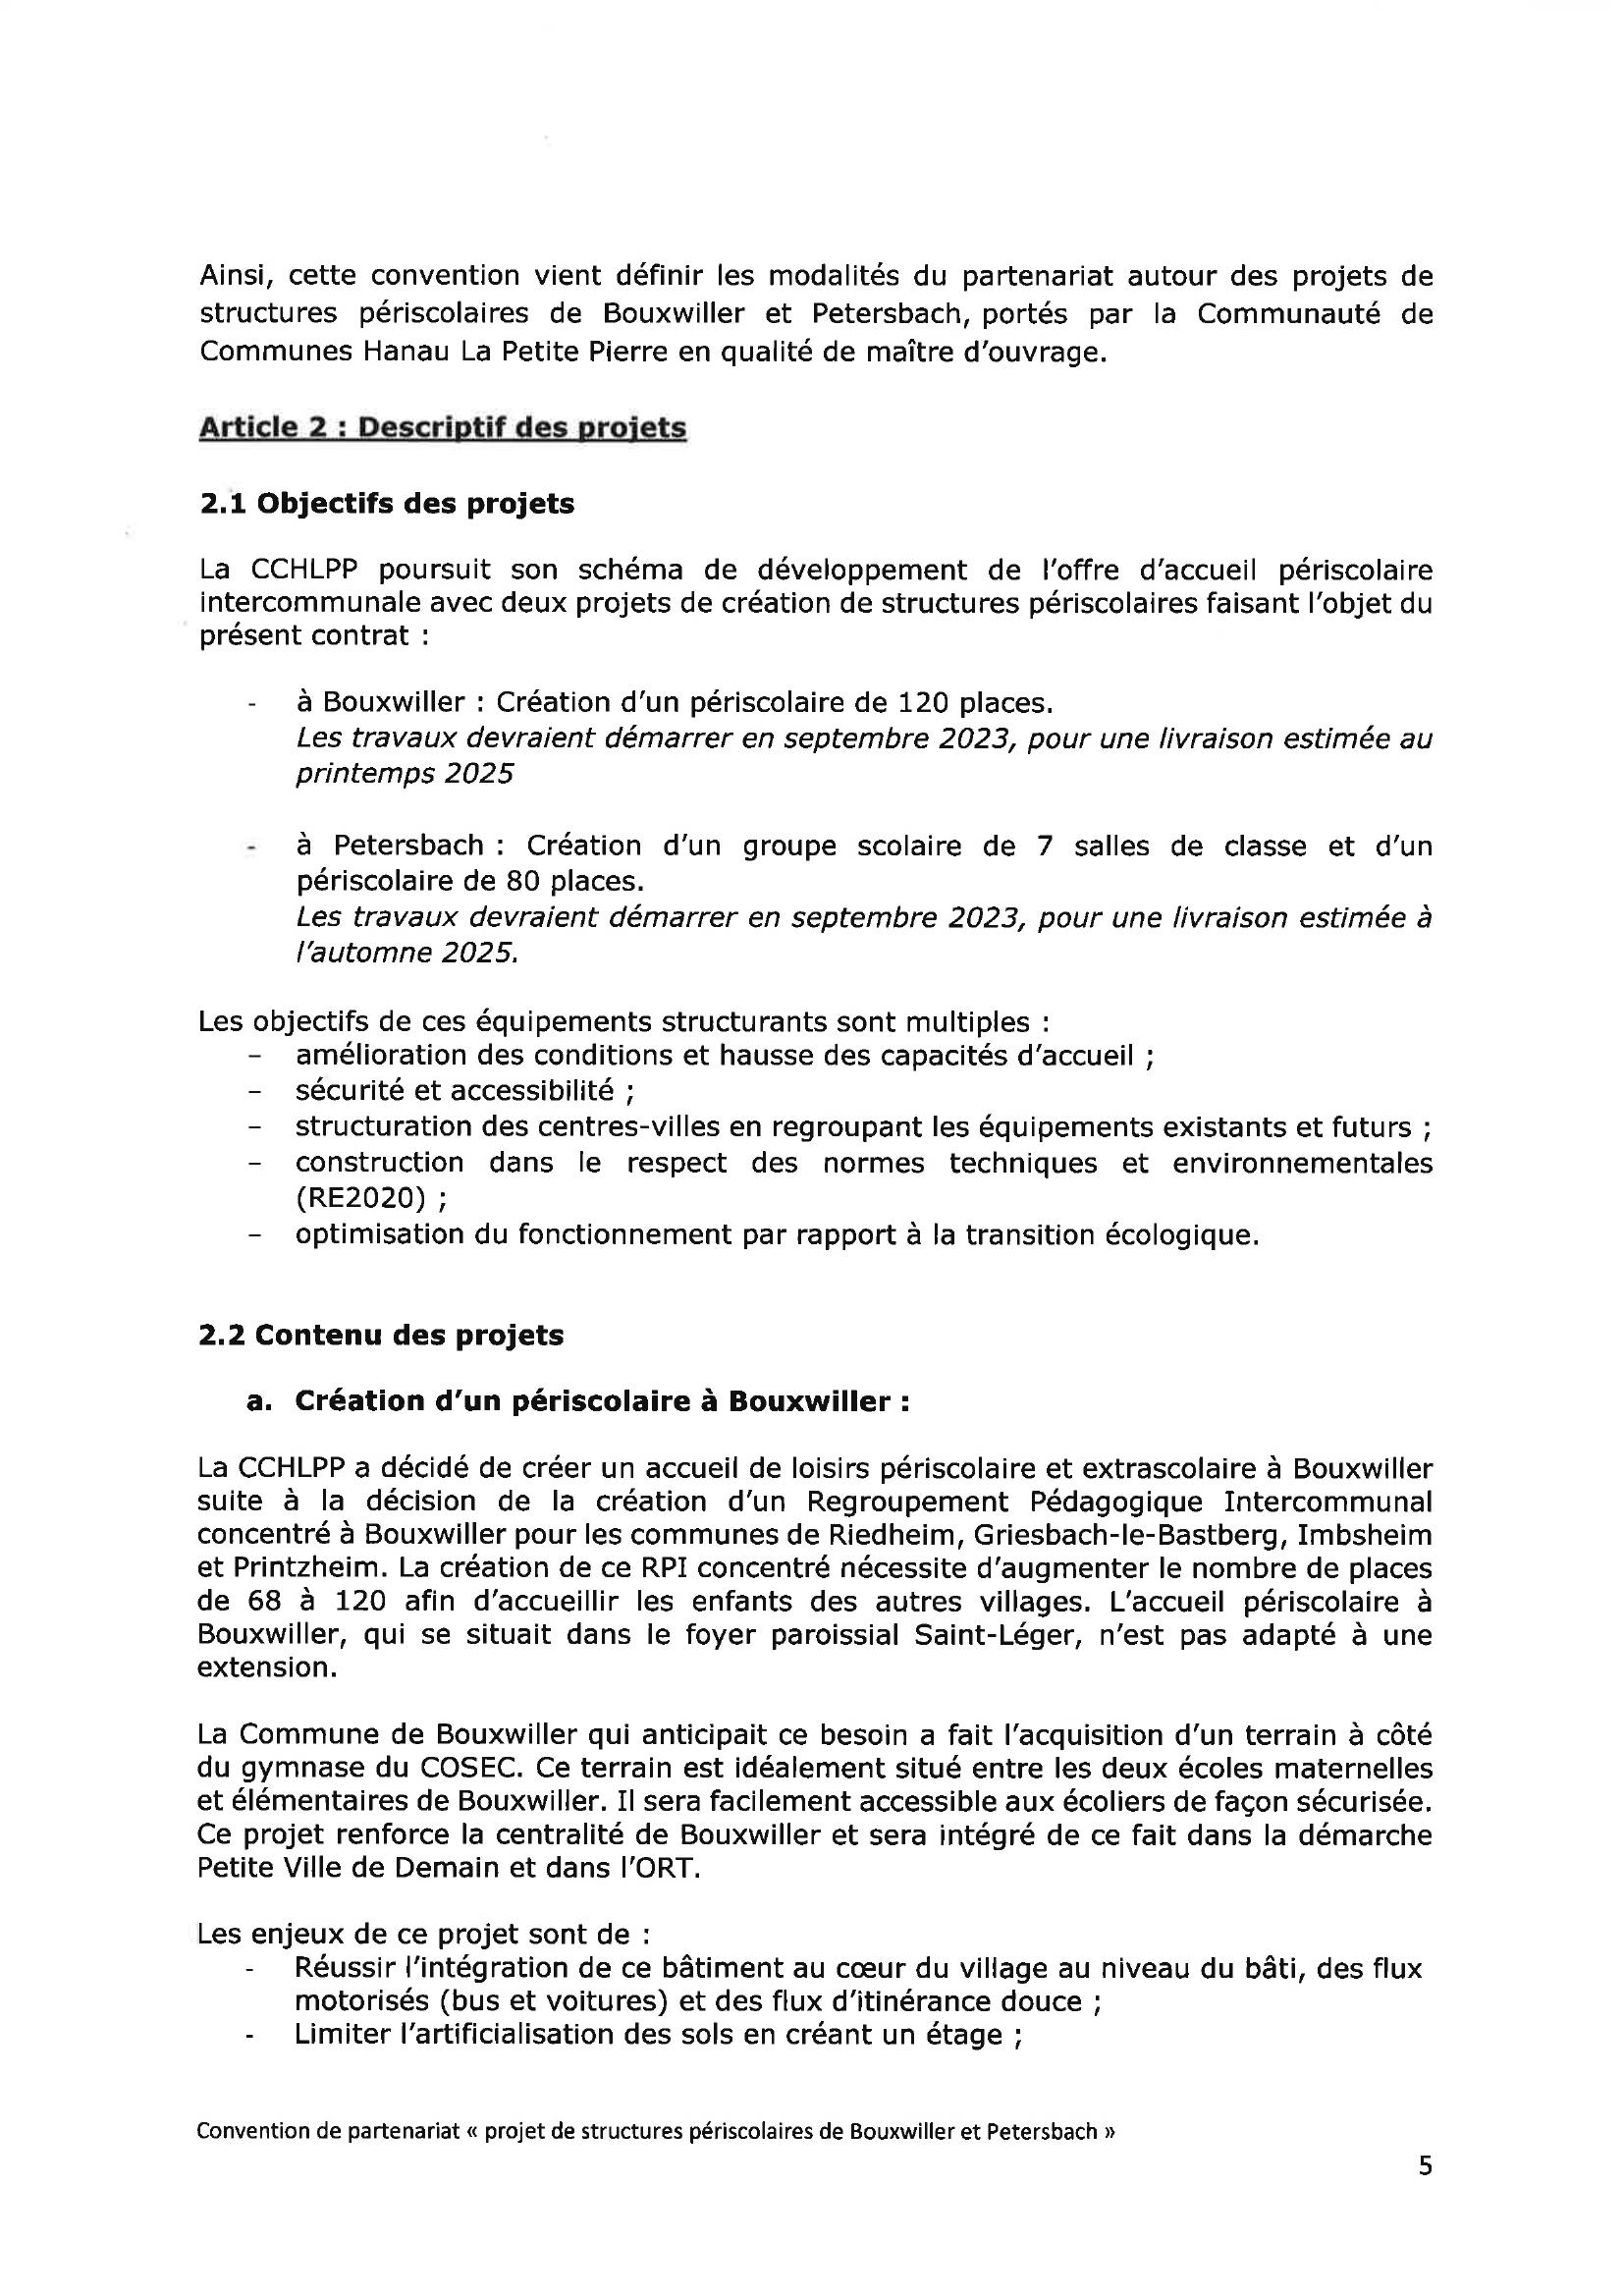 Ainsi, cette convention vient définir les modalités du partenariat autour des projets de
structures périscolaires de Bouxwiller et Petersbach, portés par la Communauté de
Communes Hanau La Petite Pierre en qualité de maître d'ouvrage.
Article 2 : Descriptif des projets
2.1 Objectifs des projets
La CCHLPP poursuit son schéma de développement de l'offre d'accueil périscolaire
intercommunale avec deux projets de création de structures périscolaires faisant l'objet du
présent contrat :
- à Bouxwiller : Création d'un périscolaire de 120 places.
Les travaux devraient démarrer en septembre 2023, pour une livraison estimée au
printemps 2025
- à Petersbach : Création d'un groupe scolaire de 7 salles de classe et d'un
périscolaire de 80 places.
Les travaux devraient démarrer en septembre 2023, pour une livraison estimée à
l'automne 2025.
Les objectifs de ces équipements structurants sont multiples :
– amélioration des conditions et hausse des capacités d'accueil ;
– sécurité et accessibilité ;
– structuration des centres-villes en regroupant les équipements existants et futurs ;
– construction dans le respect des normes techniques et environnementales
(RE2020) ;
– optimisation du fonctionnement par rapport à la transition écologique.
2.2 Contenu des projets
a. Création d'un périscolaire à Bouxwiller :
La CCHLPP a décidé de créer un accueil de loisirs périscolaire et extrascolaire à Bouxwiller
suite à la décision de la création d'un Regroupement Pédagogique Intercommunal
concentré à Bouxwiller pour les communes de Riedheim, Griesbach-le-Bastberg, Imbsheim
et Printzheim. La création de ce RPI concentré nécessite d'augmenter le nombre de places
de 68 à 120 afin d'accueillir les enfants des autres villages. L'accueil périscolaire à
Bouxwiller, qui se situait dans le foyer paroissial Saint-Léger, n'est pas adapté à une
extension.
La Commune de Bouxwiller qui anticipait ce besoin a fait l'acquisition d'un terrain à côté
du gymnase du COSEC. Ce terrain est idéalement situé entre les deux écoles maternelles
et élémentaires de Bouxwiller. Il sera facilement accessible aux écoliers de façon sécurisée.
Ce projet renforce la centralité de Bouxwiller et sera intégré de ce fait dans la démarche
Petite Ville de Demain et dans l'ORT.
Les enjeux de ce projet sont de :
- Réussir l'intégration de ce bâtiment au cœur du village au niveau du bâti, des flux
motorisés (bus et voitures) et des flux d'itinérance douce ;
- Limiter l'artificialisation des sols en créant un étage ;
Convention de partenariat « projet de structures périscolaires de Bouxwiller et Petersbach »
5